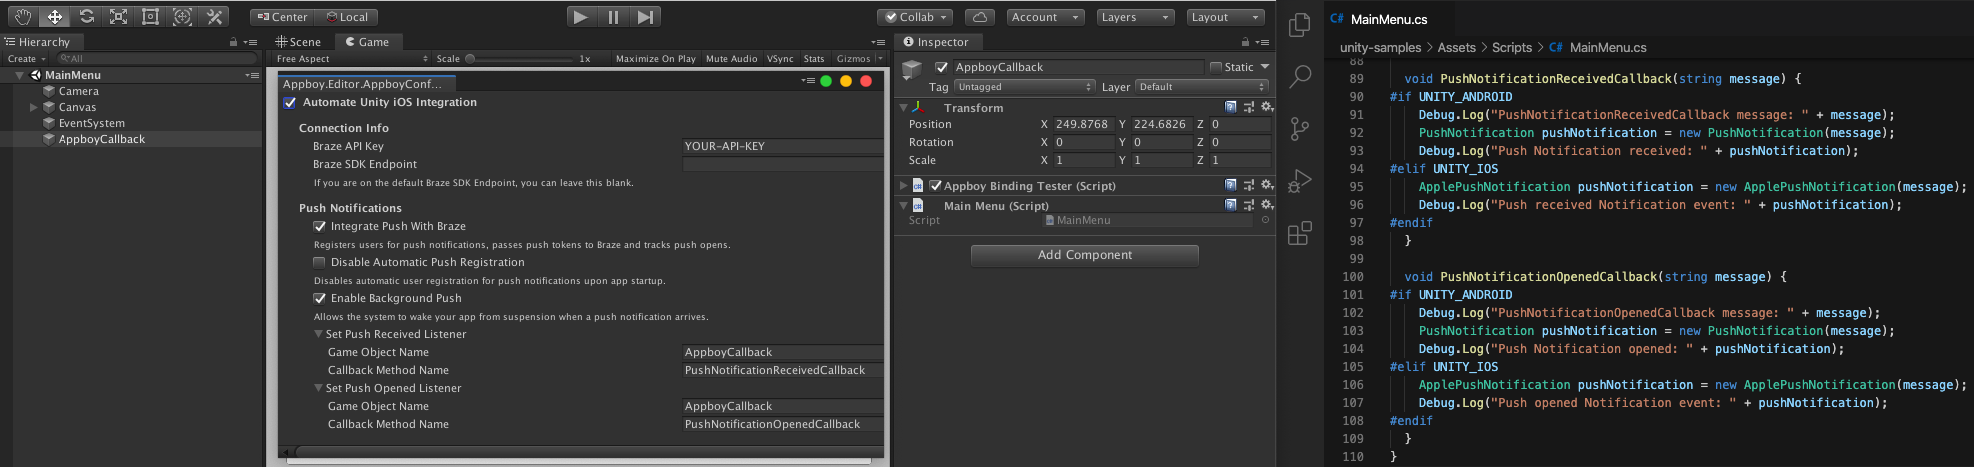 Center
Local
Collab
Account
Layers
Layout
Hierarchy
Create
All
MainMenu
Camera
Canvas
EventSystem
AppboyCallback
Scene
Game
Free Aspect
Scale
1x
Maximize On Play
Mute Audio
VSync
Stats
Gizmos
Appboy.Editor.AppboyConf...
Automate Unity iOS Integration
Connection Info
Braze API Key YOUR-API-KEY
Braze SDK Endpoint
If you are on the default Braze SDK Endpoint, you can leave this blank.
Push Notifications
Integrate Push With Braze
Registers users for push notifications, passes push tokens to Braze and tracks push opens.
Disable Automatic Push Registration
Disables automatic user registration for push notifications upon app startup.
Enable Background Push
Allows the system to wake your app from suspension when a push notification arrives.
Set Push Received Listener
Game Object Name AppboyCallback
Callback Method Name PushNotificationReceivedCallback
Set Push Opened Listener
Game Object Name AppboyCallback
Callback Method Name PushNotificationOpenedCallback
Inspector
AppboyCallback
Static
Tag Untagged Layer Default
Transform
Position X 249.8768 Y 224.6826 Z 0
Rotation X 0 Y 0 Z 0
Scale X 1 Y 1 Z 1
C# Appboy Binding Tester (Script)
C# Main Menu (Script)
Script MainMenu
Add Component
C# MainMenu.cs
unity-samples > Assets > Scripts > C# MainMenu.cs
88
89 void PushNotificationReceivedCallback(string message) {
90 #if UNITY_ANDROID
91 Debug.Log("PushNotificationReceivedCallback message: " + message);
92 PushNotification pushNotification = new PushNotification(message);
93 Debug.Log("Push Notification received: " + pushNotification);
94 #elif UNITY_IOS
95 ApplePushNotification pushNotification = new ApplePushNotification(message);
96 Debug.Log("Push received Notification event: " + pushNotification);
97 #endif
98 }
99
100 void PushNotificationOpenedCallback(string message) {
101 #if UNITY_ANDROID
102 Debug.Log("PushNotificationOpenedCallback message: " + message);
103 PushNotification pushNotification = new PushNotification(message);
104 Debug.Log("Push Notification opened: " + pushNotification);
105 #elif UNITY_IOS
106 ApplePushNotification pushNotification = new ApplePushNotification(message);
107 Debug.Log("Push opened Notification event: " + pushNotification);
108 #endif
109 }
110 }